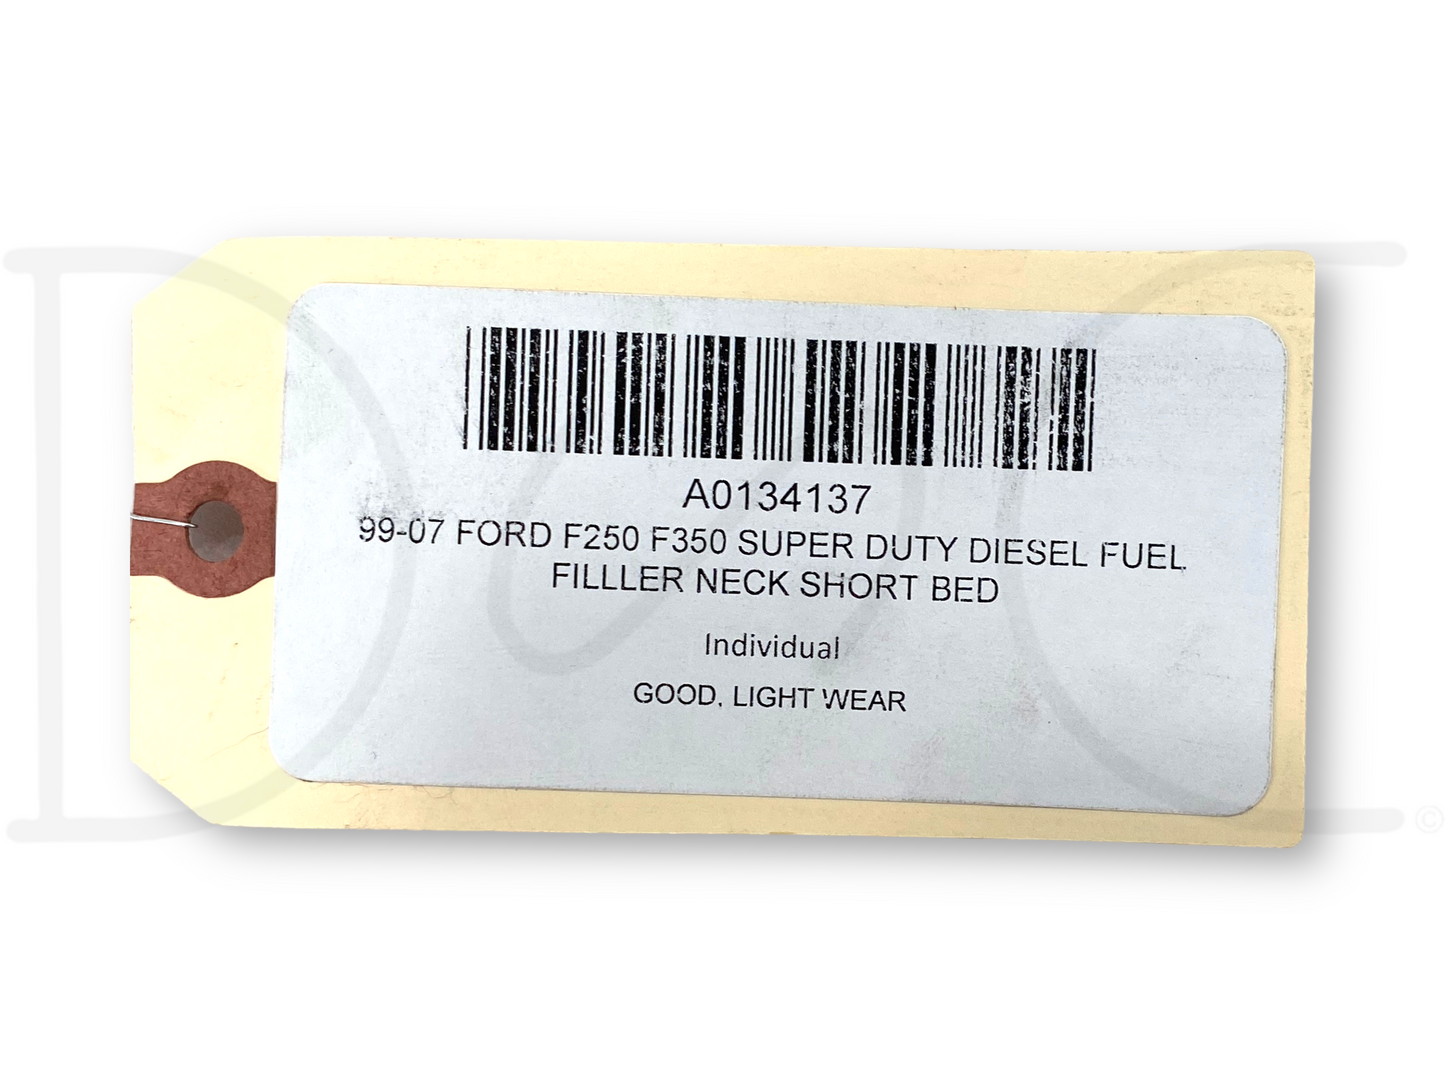 A0134137
99-07 FORD F250 F350 SUPER DUTY DIESEL FUEL
FILLLER NECK SHORT BED
Individual
GOOD, LIGHT WEAR
©